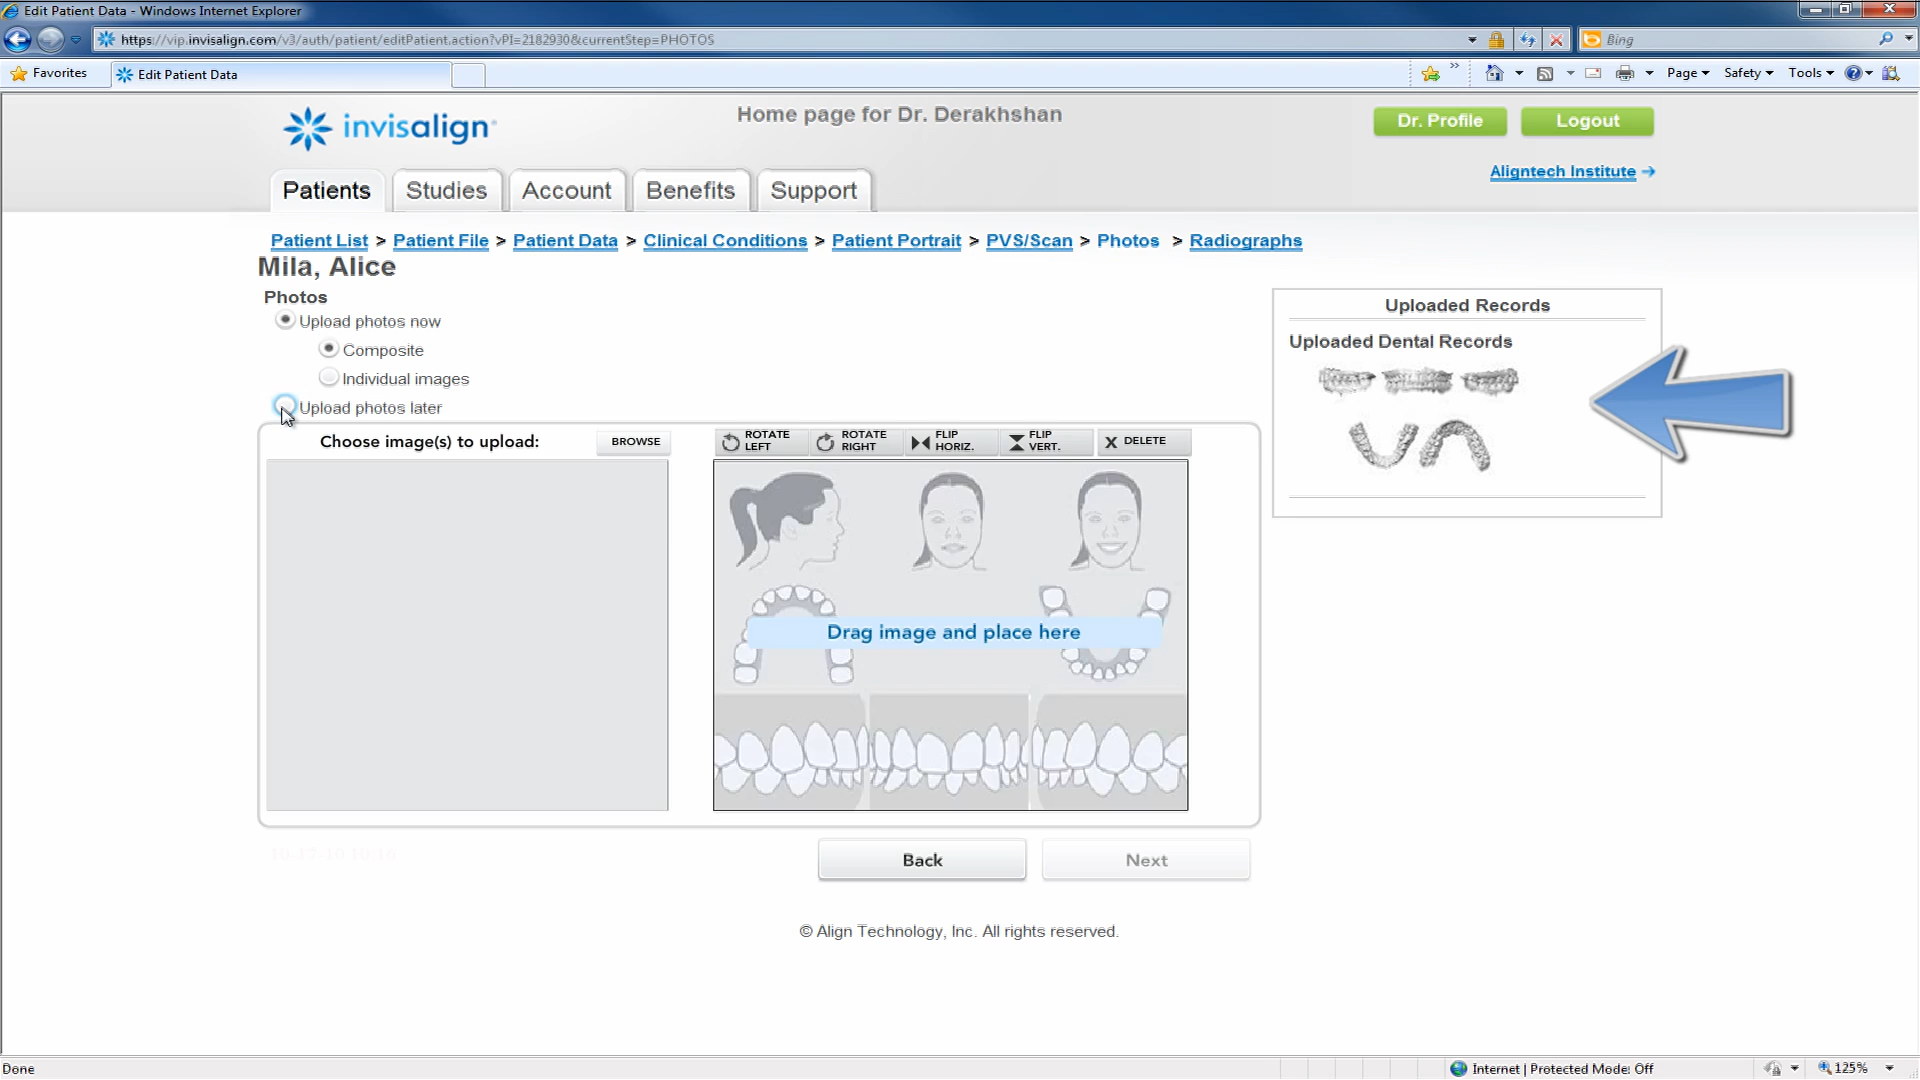 Edit Patient Data - Windows Internet Explorer
https://vip.invisalign.com/v3/auth/patient/editPatient.action?vPI=2182930&currentStep=PHOTOS
Bing
Favorites
Edit Patient Data
Page
Safety
Tools
invisalign
Home page for Dr. Derakhshan
Dr. Profile
Logout
Aligntech Institute
Patients
Studies
Account
Benefits
Support
Patient List > Patient File > Patient Data > Clinical Conditions > Patient Portrait > PVS/Scan > Photos > Radiographs
Mila, Alice
Photos
Upload photos now
Composite
Individual images
Upload photos later
Uploaded Records
Uploaded Dental Records
Choose image(s) to upload:
BROWSE
ROTATE
LEFT
ROTATE
RIGHT
FLIP
HORIZ.
FLIP
VERT.
X DELETE
Drag image and place here
Back
Next
© Align Technology, Inc. All rights reserved.
Done
Internet | Protected Mode: Off
125%